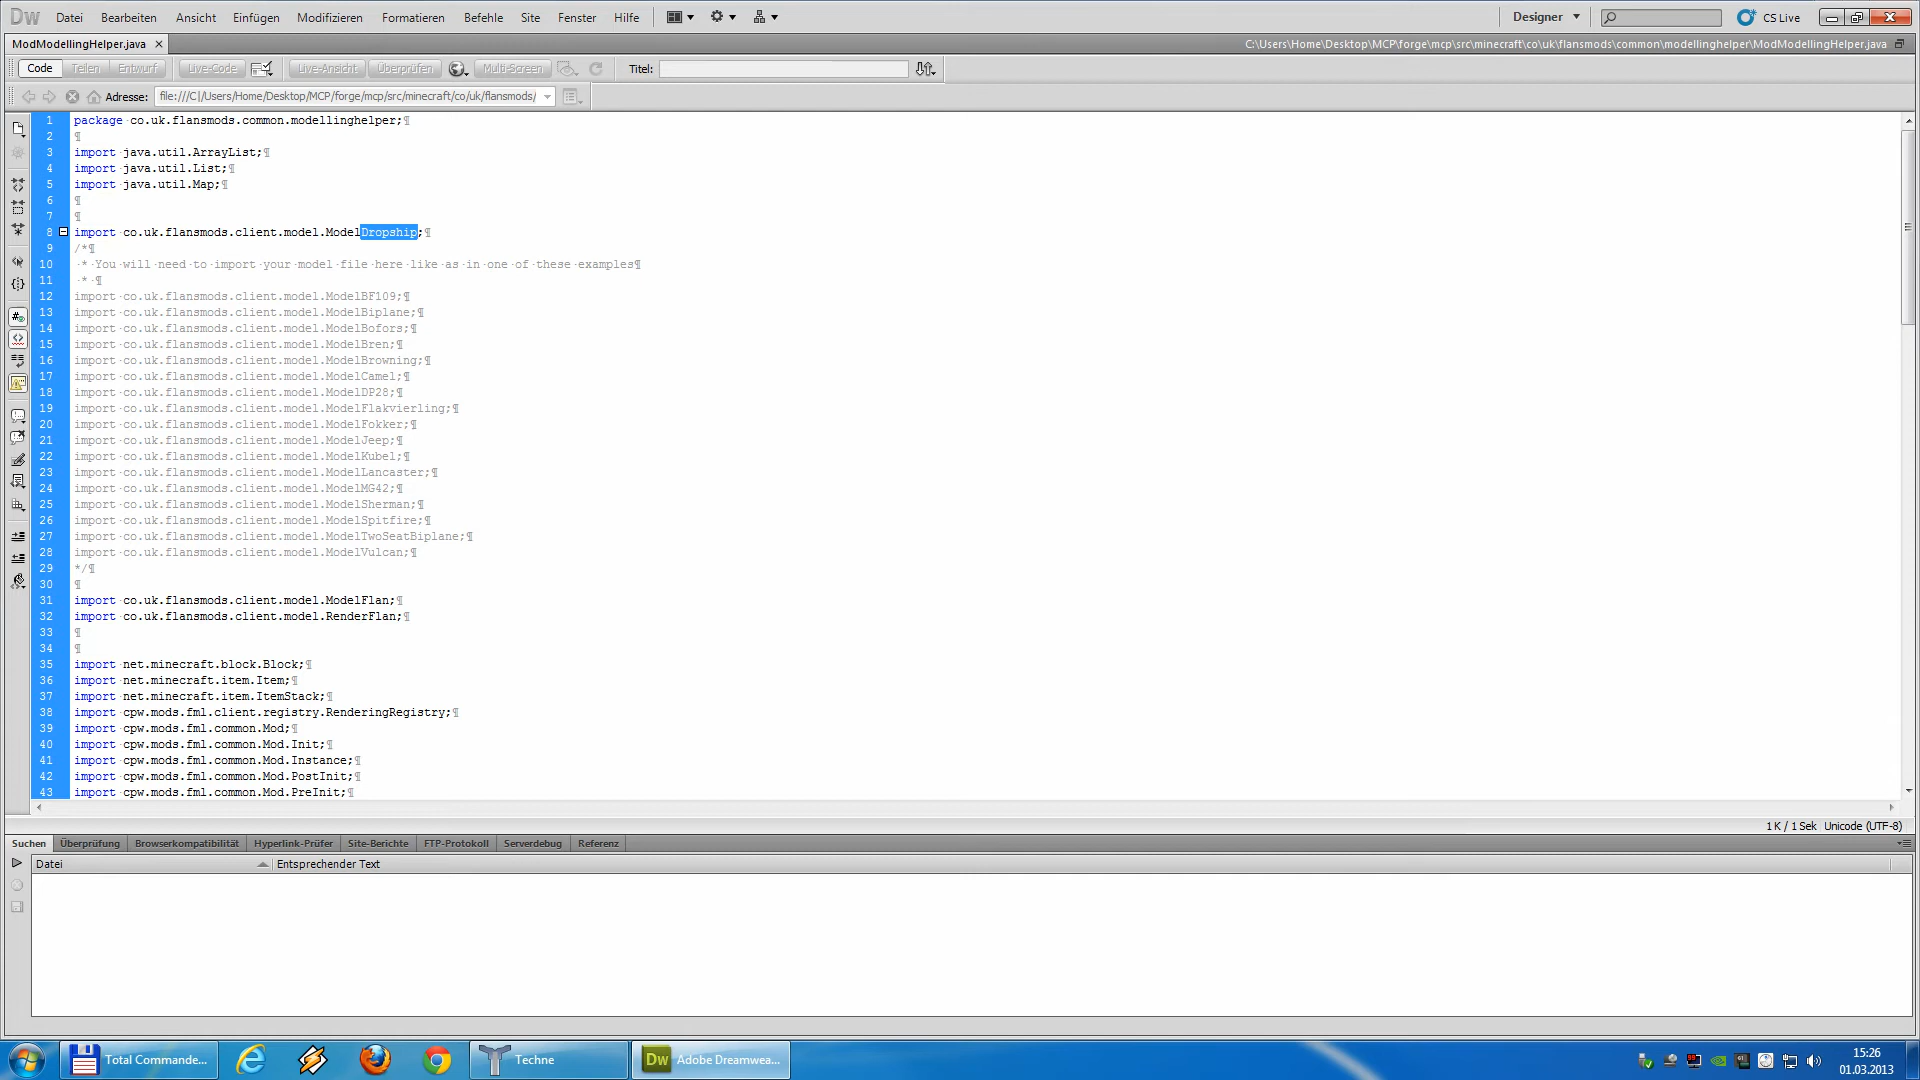 Dw Datei Bearbeiten Ansicht Einfügen Modifizieren Formatieren Befehle Site Fenster Hilfe Designer CS Live
ModModellingHelper.java C:\Users\Home\Desktop\MCP\forge\mcp\src\minecraft\co\uk\flansmods\common\modellinghelper\ModModellingHelper.java
Code Teilen Entwurf Live-Code Live-Ansicht Überprüfen Multi-Screen Titel:
Adresse: file:///C|/Users/Home/Desktop/MCP/forge/mcp/src/minecraft/co/uk/flansmods/
1 package co.uk.flansmods.common.modellinghelper;¶
2 ¶
3 import java.util.ArrayList;¶
4 import java.util.List;¶
5 import java.util.Map;¶
6 ¶
7 ¶
8 import co.uk.flansmods.client.model.ModelDropship;¶
9 /*¶
10 * You will need to import your model file here like as in one of these examples¶
11 * ¶
12 import co.uk.flansmods.client.model.ModelBF109;¶
13 import co.uk.flansmods.client.model.ModelBiplane;¶
14 import co.uk.flansmods.client.model.ModelBofors;¶
15 import co.uk.flansmods.client.model.ModelBren;¶
16 import co.uk.flansmods.client.model.ModelBrowning;¶
17 import co.uk.flansmods.client.model.ModelCamel;¶
18 import co.uk.flansmods.client.model.ModelDP28;¶
19 import co.uk.flansmods.client.model.ModelFlakvierling;¶
20 import co.uk.flansmods.client.model.ModelFokker;¶
21 import co.uk.flansmods.client.model.ModelJeep;¶
22 import co.uk.flansmods.client.model.ModelKubel;¶
23 import co.uk.flansmods.client.model.ModelLancaster;¶
24 import co.uk.flansmods.client.model.ModelMG42;¶
25 import co.uk.flansmods.client.model.ModelSherman;¶
26 import co.uk.flansmods.client.model.ModelSpitfire;¶
27 import co.uk.flansmods.client.model.ModelTwoSeatBiplane;¶
28 import co.uk.flansmods.client.model.ModelVulcan;¶
29 */¶
30 ¶
31 import co.uk.flansmods.client.model.ModelFlan;¶
32 import co.uk.flansmods.client.model.RenderFlan;¶
33 ¶
34 ¶
35 import net.minecraft.block.Block;¶
36 import net.minecraft.item.Item;¶
37 import net.minecraft.item.ItemStack;¶
38 import cpw.mods.fml.client.registry.RenderingRegistry;¶
39 import cpw.mods.fml.common.Mod;¶
40 import cpw.mods.fml.common.Mod.Init;¶
41 import cpw.mods.fml.common.Mod.Instance;¶
42 import cpw.mods.fml.common.Mod.PostInit;¶
43 import cpw.mods.fml.common.Mod.PreInit;¶
1 K / 1 Sek Unicode (UTF-8)
Suchen Überprüfung Browserkompatibilität Hyperlink-Prüfer Site-Berichte FTP-Protokoll Serverdebug Referenz
Datei Entsprechender Text
Total Commande... Techne Dw Adobe Dreamwea... 15:26
01.03.2013